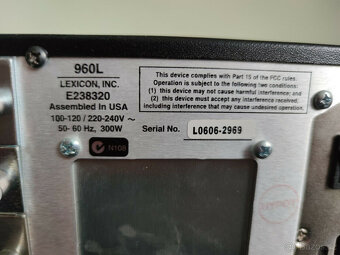 960L
LEXICON, INC.
E238320
Assembled In USA
100-120 / 220-240V ~
50- 60 Hz, 300W
This device complies with Part 15 of the FCC rules.
Operation is subject to the following two conditions:
(1) this device may not cause harmful interference; and
(2) this device must accept any interference received,
including interference that may cause undesired operation.
Serial No. L0606-2969
N108